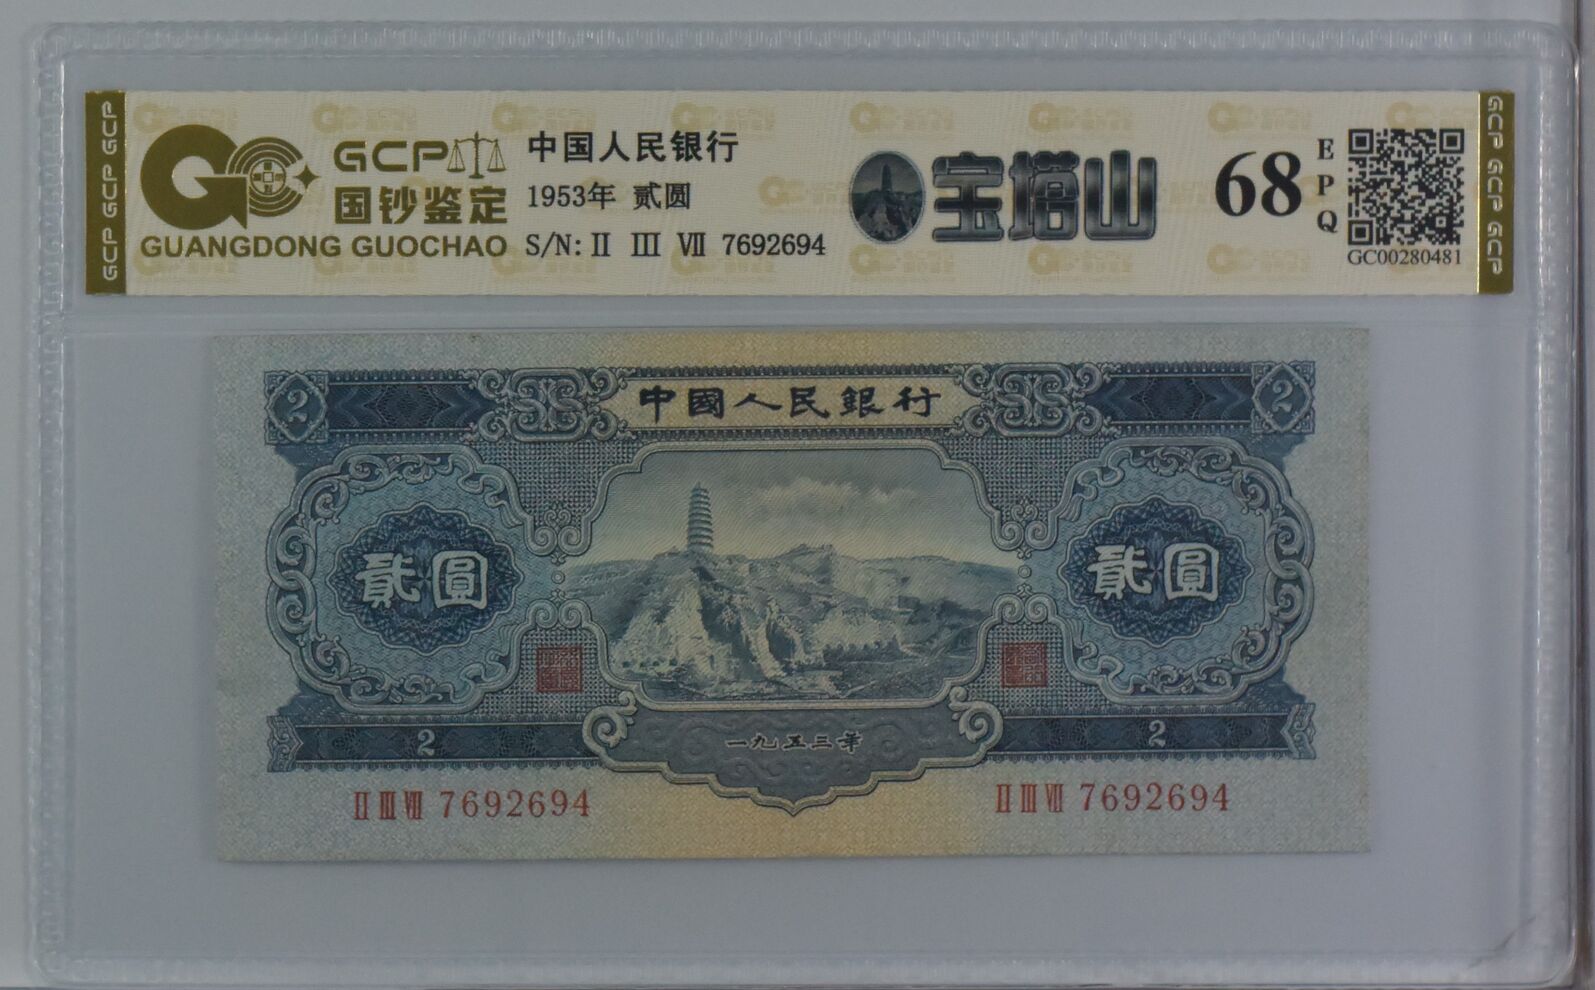 GCP GCP GCP
GCP
国钞鉴定
GUANGDONG GUOCHAO
中国人民银行
1953年 贰圆
S/N: II III VII 7692694
宝塔山
68
EPQ
GC00280481
GCP GCP GCP
2 中國人民銀行 2
貳圓 貳圓
2 一九五三年 2
II III VII 7692694 II III VII 7692694